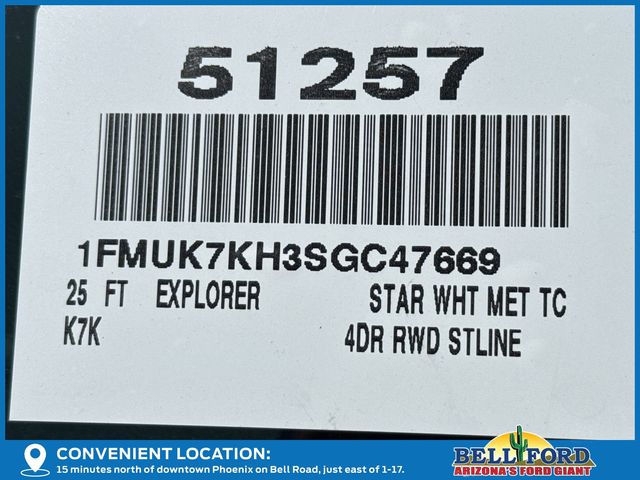 51257
1FMUK7KH3SGC47669
25 FT EXPLORER STAR WHT MET TC
K7K 4DR RWD STLINE
CONVENIENT LOCATION:
15 minutes north of downtown Phoenix on Bell Road, just east of 1-17.
BELL FORD
ARIZONA'S FORD GIANT